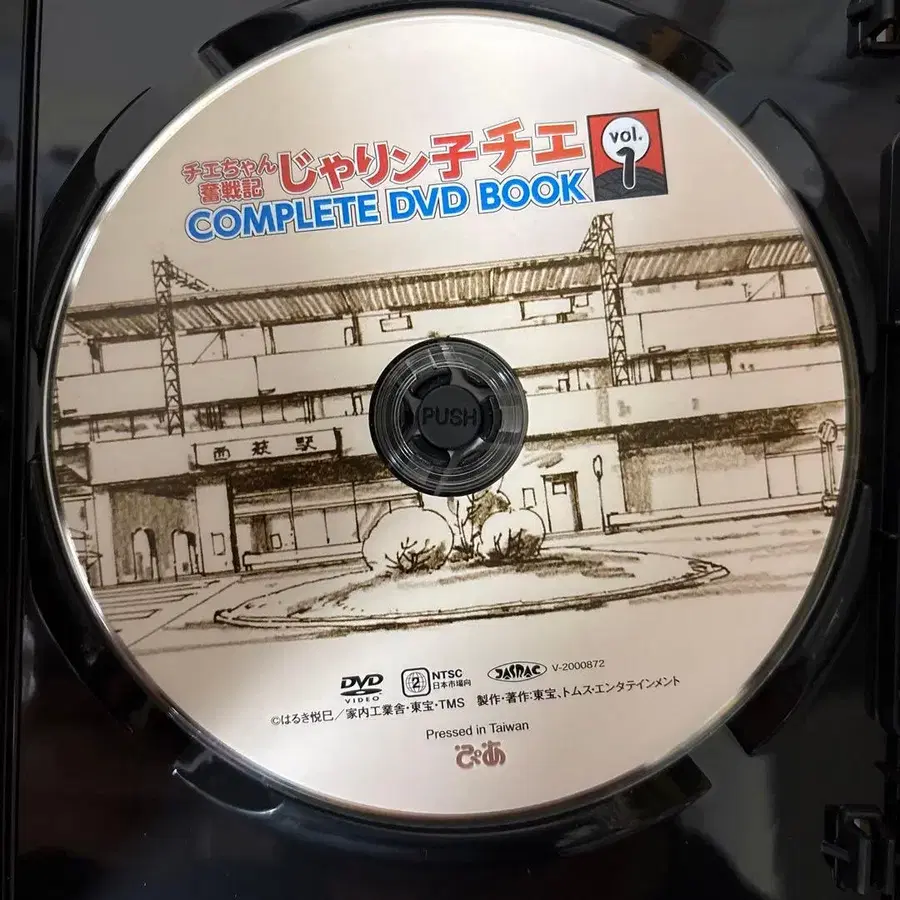 チエちゃん
奮戦記
じゃリン子チエ
COMPLETE DVD BOOK
vol.
1
PUSH
西萩駅
DVD
VIDEO
2
NTSC
日本市場向
JASRAC
V-2000872
©はるき悦巳/家内工業舎・東宝・TMS 製作・著作:東宝、トムス・エンタテインメント
Pressed in Taiwan
ぴあ